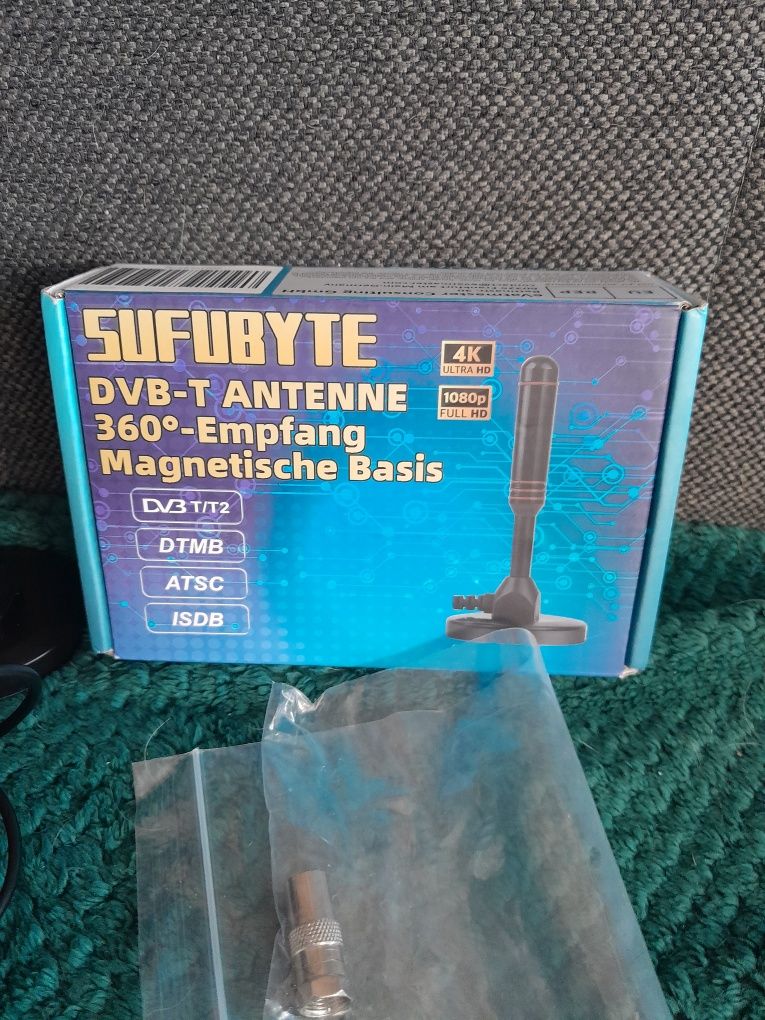 SUFUBYTE
DVB-T ANTENNE
360°-Empfang
Magnetische Basis
4K
ULTRA HD
1080p
FULL HD
DVB T/T2
DTMB
ATSC
ISDB